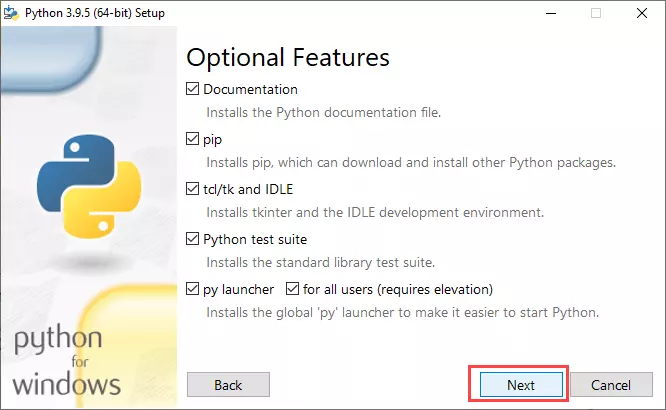 Python 3.9.5 (64-bit) Setup
Optional Features
Documentation
Installs the Python documentation file.
pip
Installs pip, which can download and install other Python packages.
tcl/tk and IDLE
Installs tkinter and the IDLE development environment.
Python test suite
Installs the standard library test suite.
py launcher for all users (requires elevation)
Installs the global 'py' launcher to make it easier to start Python.
python
for
windows
Back Next Cancel